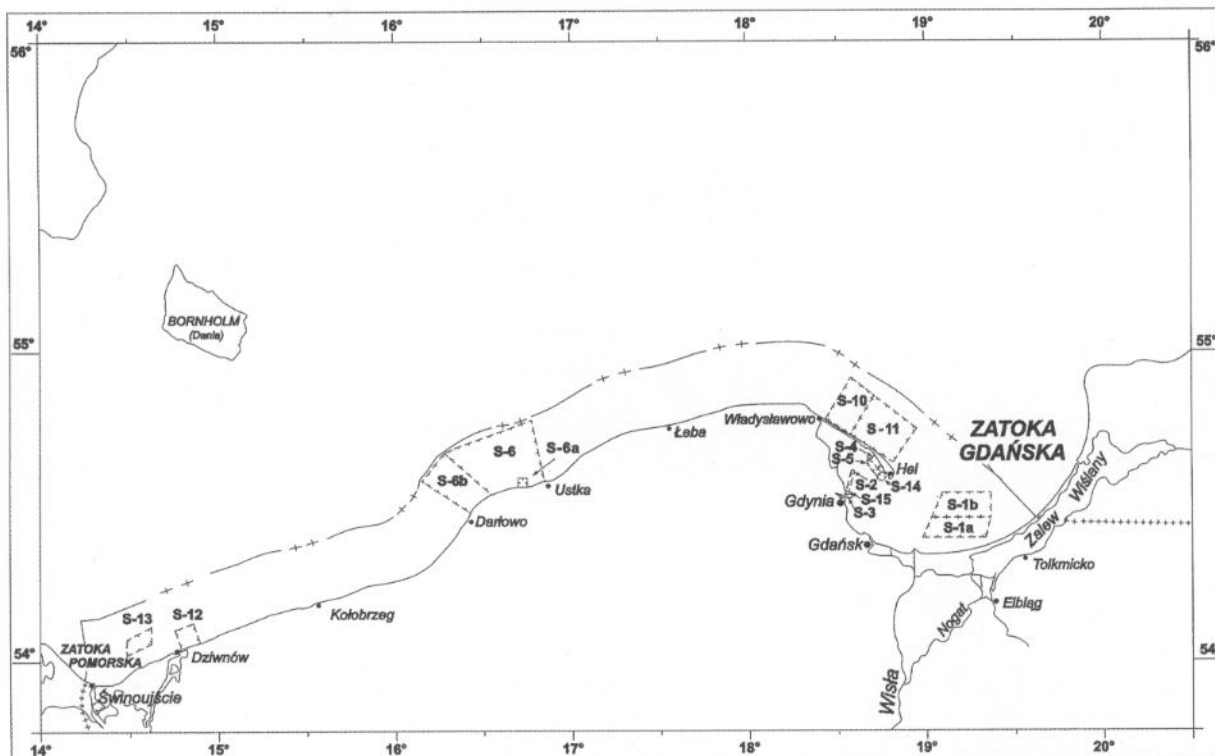 14° 15° 16° 17° 18° 19° 20°
56° 56°
BORNHOLM
(Dania)
55° 55°
S-10
Władysławowo
S-11
ZATOKA
GDAŃSKA
Łeba
S-6
S-6a
S-4
S-5
Hel
S-6b
S-2
S-14
Ustka
S-15
Gdynia
S-3
S-1b
S-1a
Darłowo
Zalew Wiślany
Gdańsk
Tolkmicko
Nogat
Elbląg
Kołobrzeg
S-13
S-12
ZATOKA
POMORSKA
Dziwnów
54° 54°
Świnoujście
Wisła
14° 15° 16° 17° 18° 19° 20°